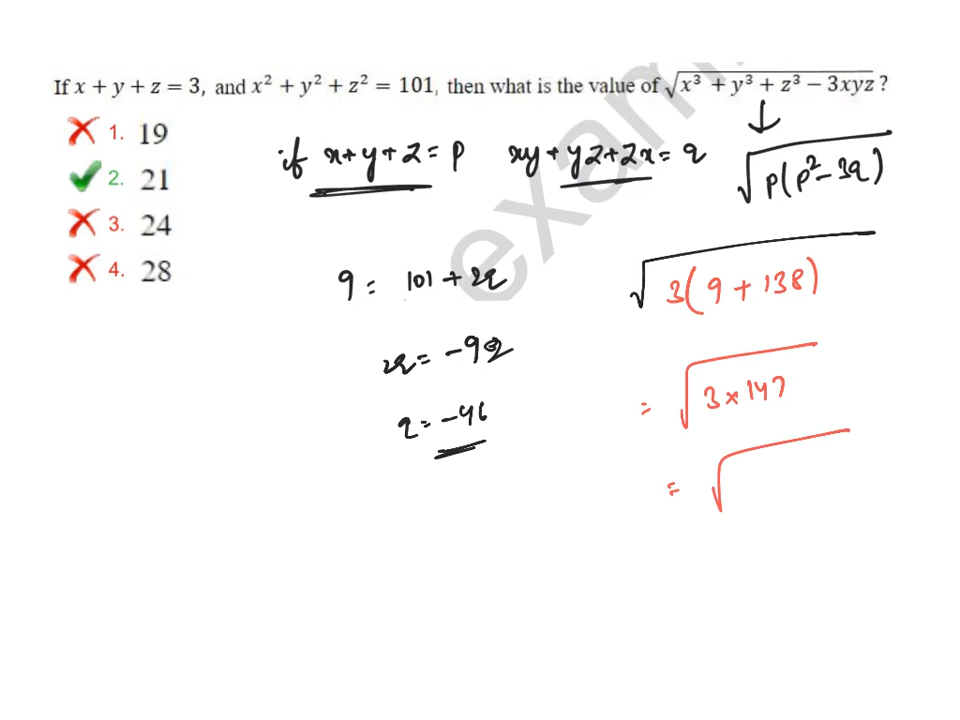 If x + y + z = 3, and x² + y² + z² = 101, then what is the value of √(x³ + y³ + z³ − 3xyz) ?
1. 19
2. 21
3. 24
4. 28
if x+y+z=p xy+yz+zx=q
√(p(p²−3q))
9 = 101+2q
2q = −92
q = −46
√(3(9+138))
= √(3×147)
= √
exam